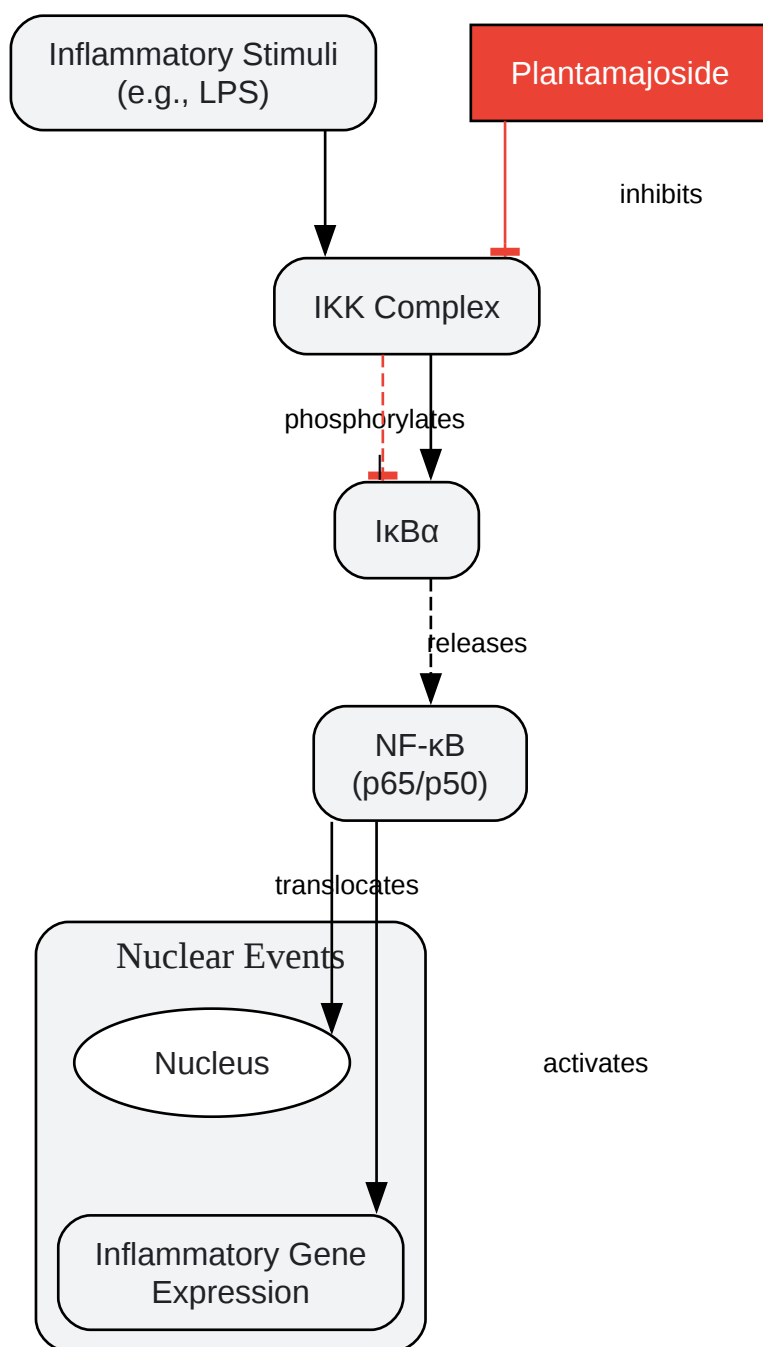 Inflammatory Stimuli
(e.g., LPS)
Plantamajoside
inhibits
IKK Complex
phosphorylates
IκBα
releases
NF-κB
(p65/p50)
translocates
Nuclear Events
Nucleus
activates
Inflammatory Gene
Expression